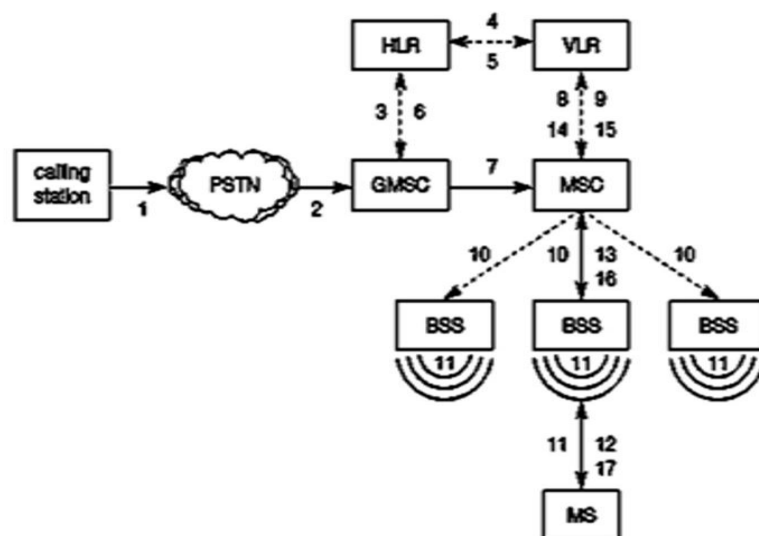 4
HLR
VLR
5
3 6
8 9
14 15
calling
station
PSTN
GMSC
7
MSC
1
2
10
10
13
10
16
BSS
BSS
BSS
11
11
11
11
12
17
MS